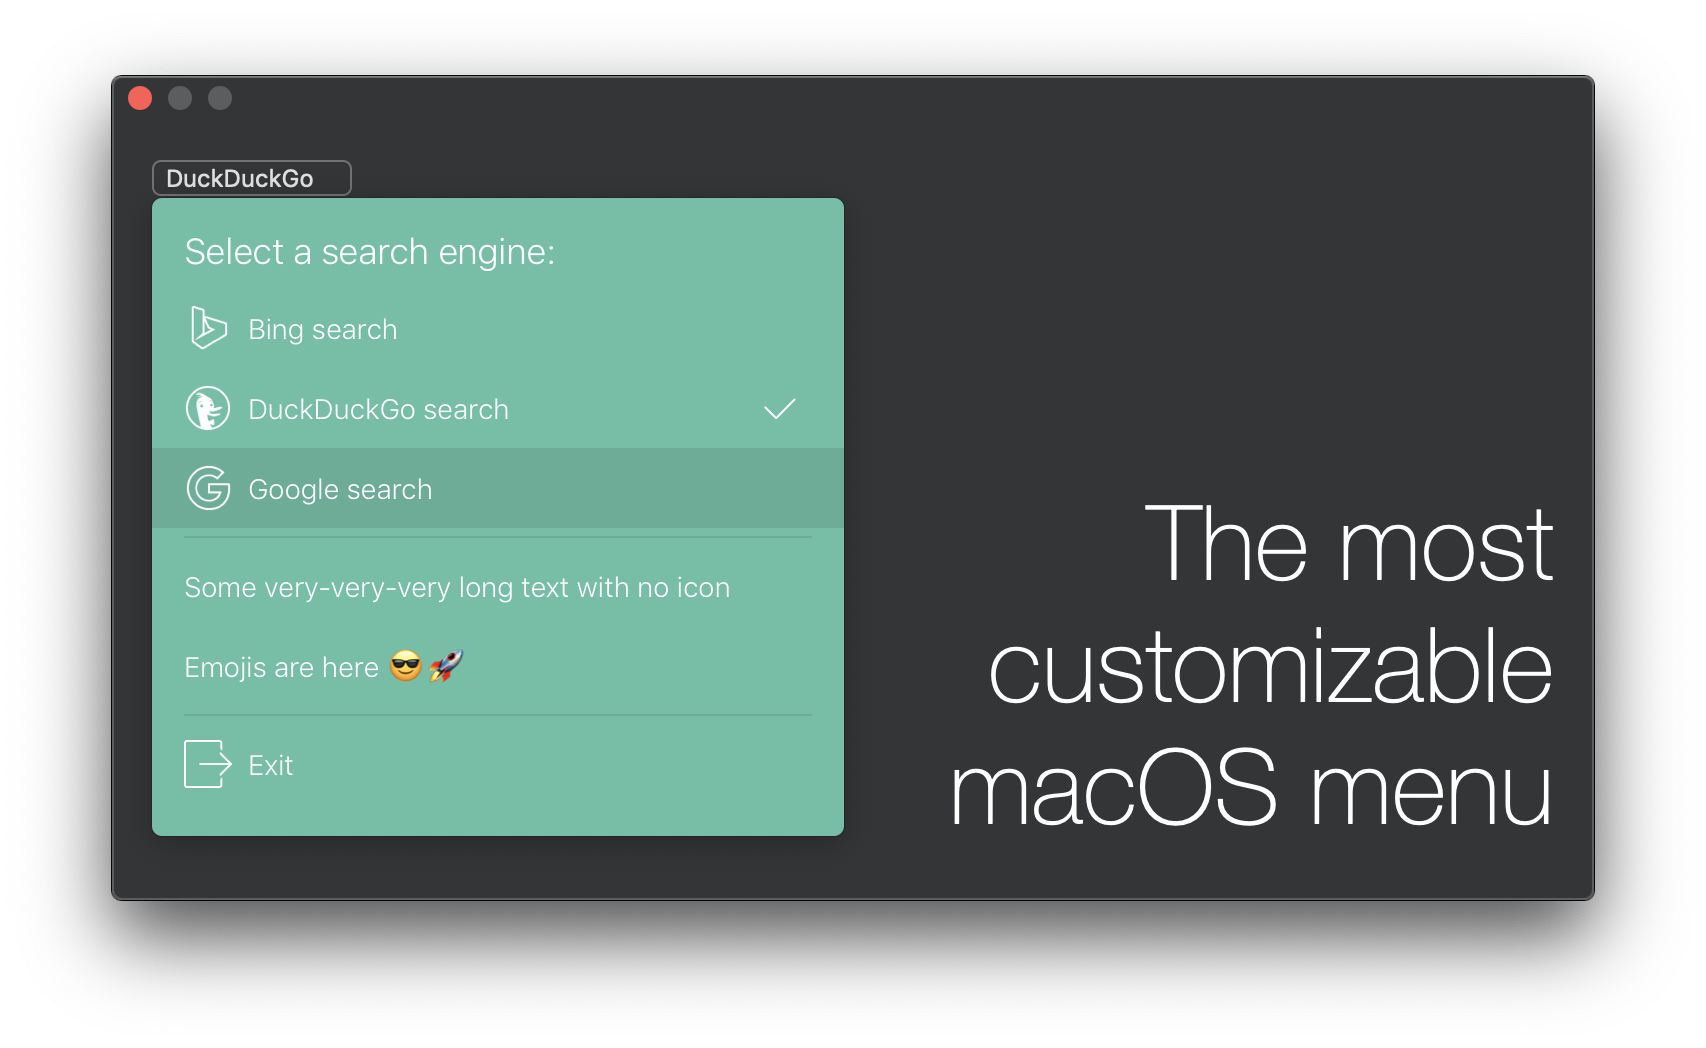 DuckDuckGo
Select a search engine:
Bing search
DuckDuckGo search
Google search
Some very-very-very long text with no icon
Emojis are here 😎🚀
Exit
The most
customizable
macOS menu